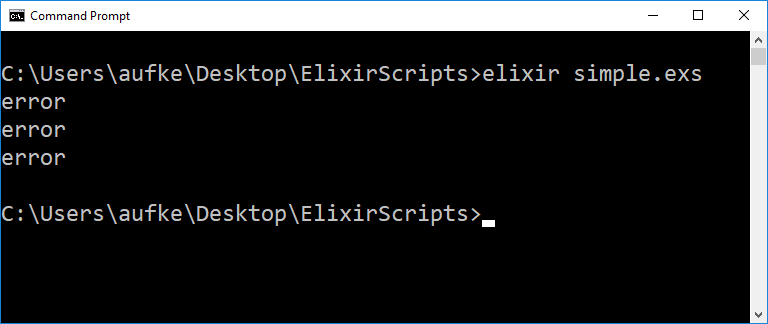 Command Prompt
C:\Users\aufke\Desktop\ElixirScripts>elixir simple.exs
error
error
error
C:\Users\aufke\Desktop\ElixirScripts>